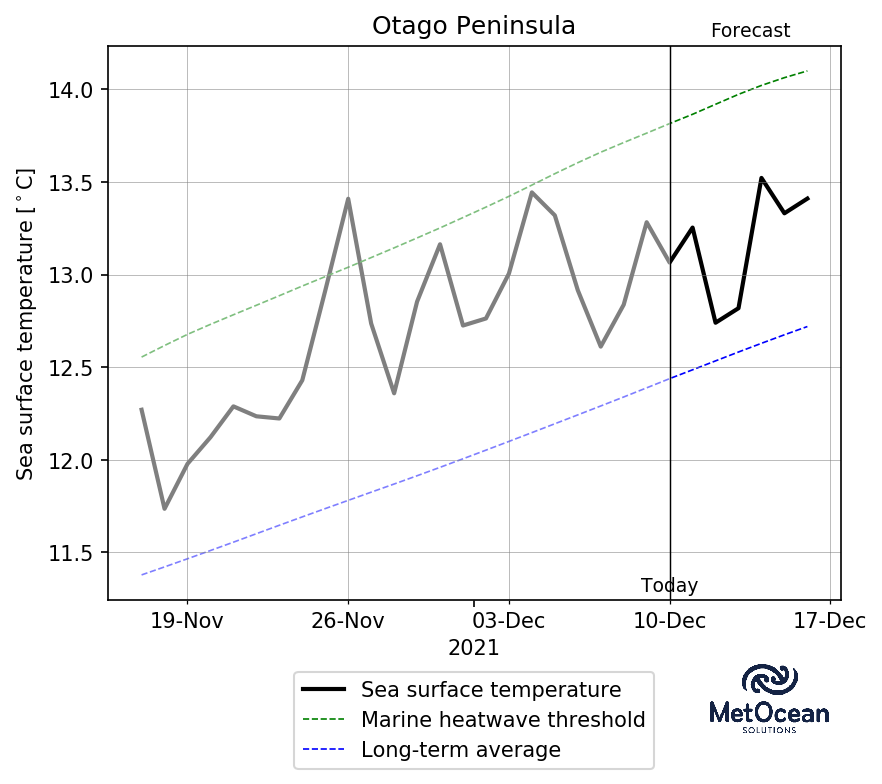 Otago Peninsula
Forecast
Sea surface temperature [°C]
14.0
13.5
13.0
12.5
12.0
11.5
Today
19-Nov
26-Nov
03-Dec
10-Dec
17-Dec
2021
Sea surface temperature
Marine heatwave threshold
Long-term average
MetOcean
SOLUTIONS